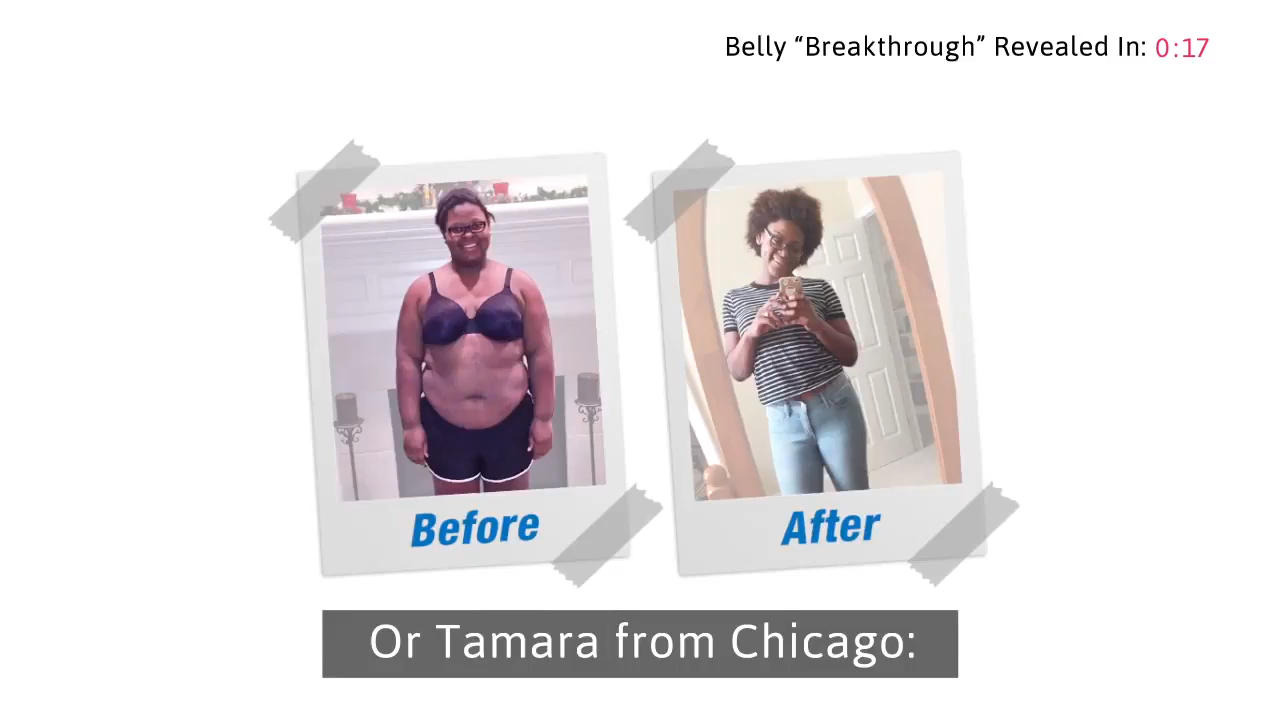 Belly “Breakthrough” Revealed In: 0:17
Before
After
Or Tamara from Chicago: